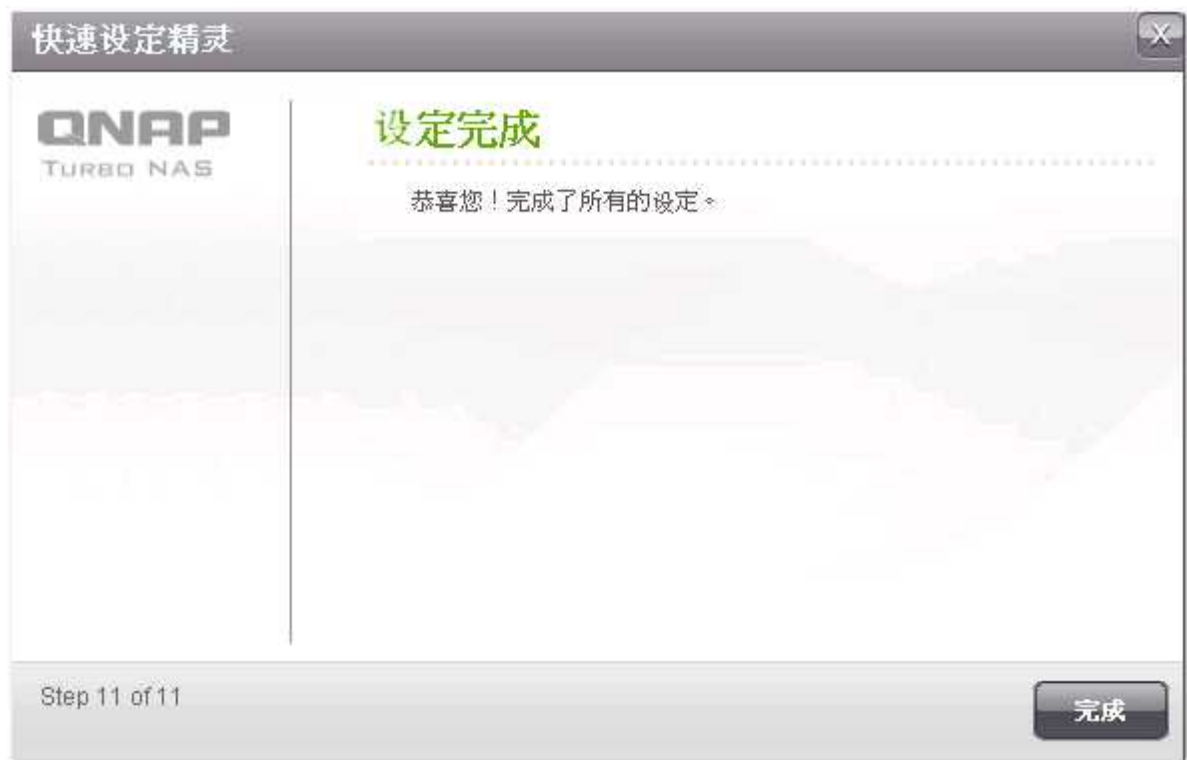 快速设定精灵
X
QNAP
TURBO NAS
设定完成
恭喜您！完成了所有的设定。
Step 11 of 11
完成